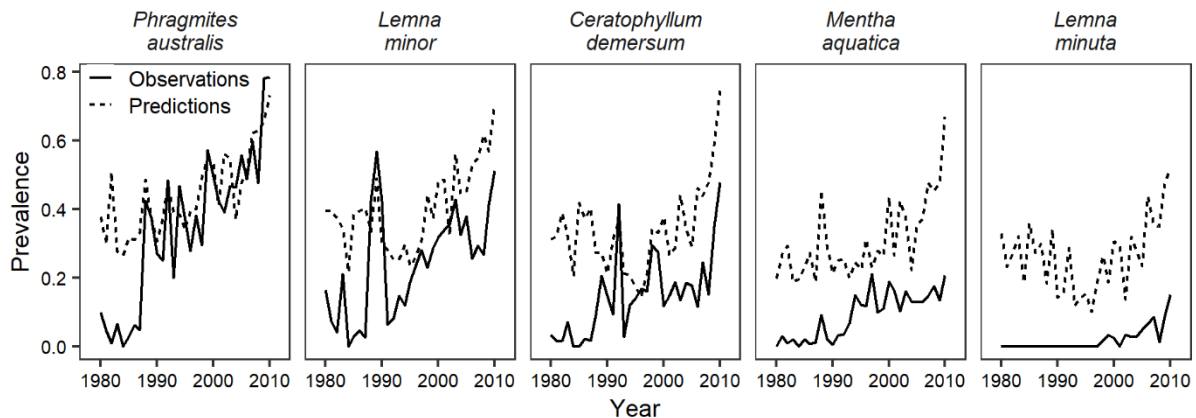 Phragmites
australis
Lemna
minor
Ceratophyllum
demersum
Mentha
aquatica
Lemna
minuta
Observations
Predictions
Prevalence
0.8
0.6
0.4
0.2
0.0
1980 1990 2000 2010
1980 1990 2000 2010
1980 1990 2000 2010
1980 1990 2000 2010
1980 1990 2000 2010
Year